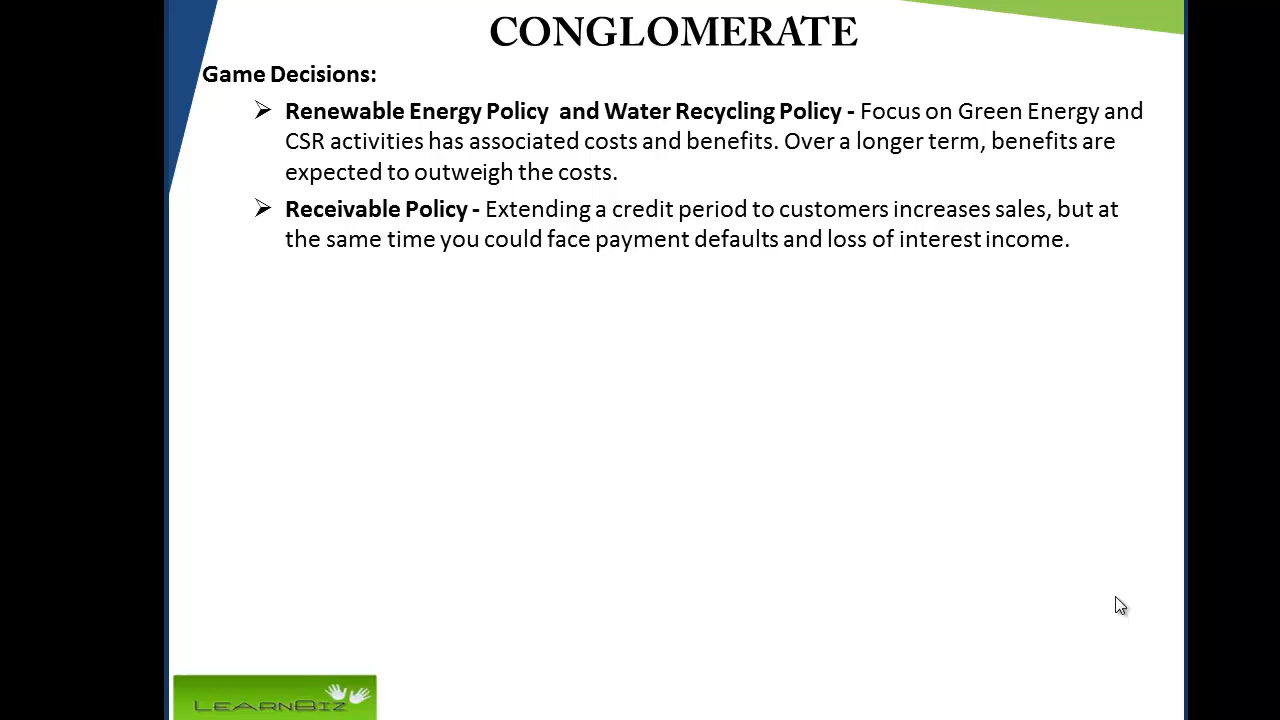 CONGLOMERATE
Game Decisions:
➢ Renewable Energy Policy and Water Recycling Policy - Focus on Green Energy and
CSR activities has associated costs and benefits. Over a longer term, benefits are
expected to outweigh the costs.
➢ Receivable Policy - Extending a credit period to customers increases sales, but at
the same time you could face payment defaults and loss of interest income.
LEARNBIZ